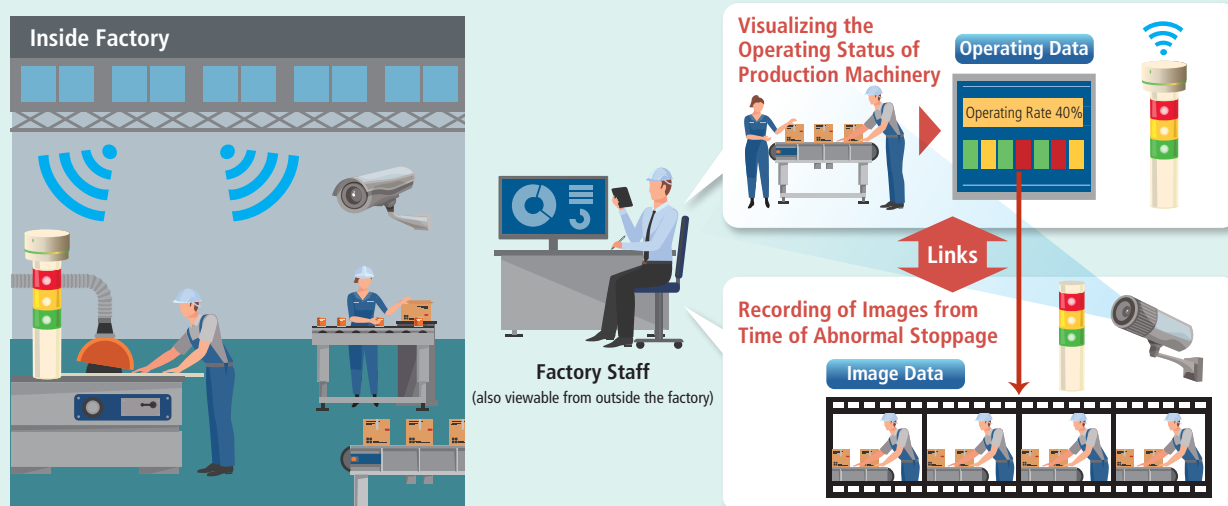 Inside Factory
Factory Staff
(also viewable from outside the factory)
Visualizing the
Operating Status of
Production Machinery
Operating Data
Operating Rate 40%
Links
Recording of Images from
Time of Abnormal Stoppage
Image Data